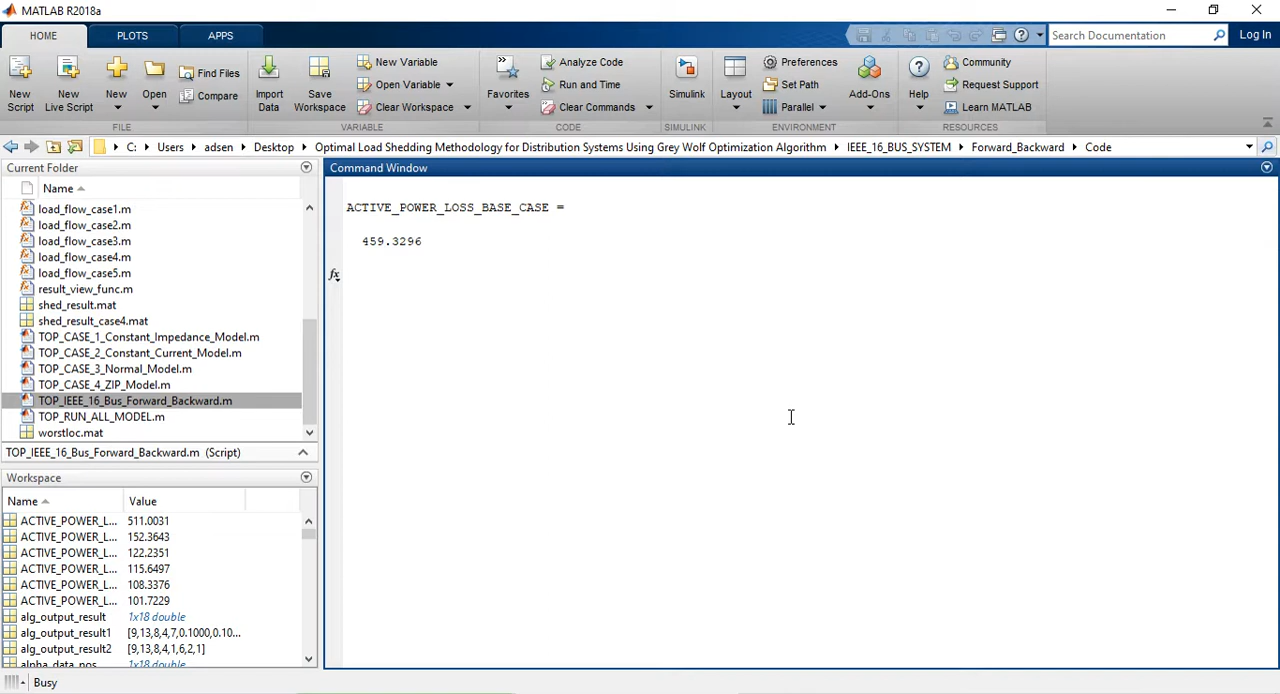 MATLAB R2018a
HOME PLOTS APPS Search Documentation Log In
New Script
New Live Script
New
Open
Find Files
Compare
FILE
Import Data
Save Workspace
New Variable
Open Variable
Clear Workspace
VARIABLE
Favorites
Analyze Code
Run and Time
Clear Commands
CODE
Simulink
SIMULINK
Layout
Preferences
Set Path
Parallel
ENVIRONMENT
Add-Ons
Help
Community
Request Support
Learn MATLAB
RESOURCES
C: Users adsen Desktop Optimal Load Shedding Methodology for Distribution Systems Using Grey Wolf Optimization Algorithm IEEE_16_BUS_SYSTEM Forward_Backward Code
Current Folder
Name
load_flow_case1.m
load_flow_case2.m
load_flow_case3.m
load_flow_case4.m
load_flow_case5.m
result_view_func.m
shed_result.mat
shed_result_case4.mat
TOP_CASE_1_Constant_Impedance_Model.m
TOP_CASE_2_Constant_Current_Model.m
TOP_CASE_3_Normal_Model.m
TOP_CASE_4_ZIP_Model.m
TOP_IEEE_16_Bus_Forward_Backward.m
TOP_RUN_ALL_MODEL.m
worstloc.mat
TOP_IEEE_16_Bus_Forward_Backward.m (Script)
Workspace
Name Value
ACTIVE_POWER_L... 511.0031
ACTIVE_POWER_L... 152.3643
ACTIVE_POWER_L... 122.2351
ACTIVE_POWER_L... 115.6497
ACTIVE_POWER_L... 108.3376
ACTIVE_POWER_L... 101.7229
alg_output_result 1x18 double
alg_output_result1 [9,13,8,4,7,0.1000,0.10...
alg_output_result2 [9,13,8,4,1,6,2,1]
alpha_data_pos 1x18 double
Command Window
ACTIVE_POWER_LOSS_BASE_CASE =
459.3296
fx
Busy